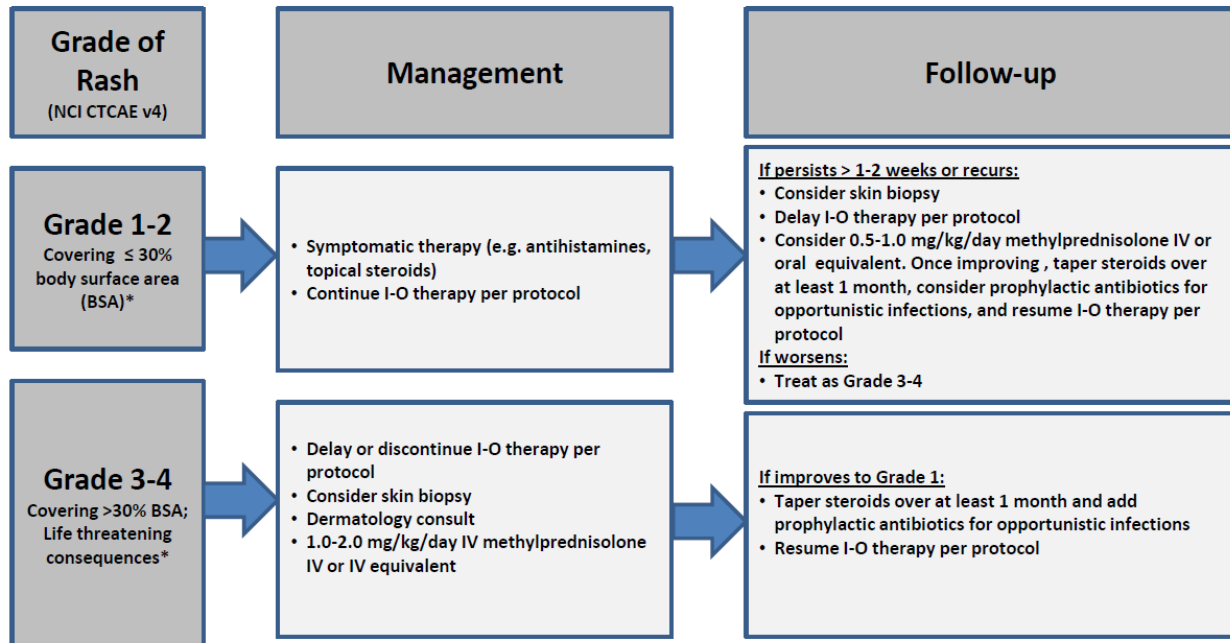 Grade of
Rash
(NCI CTCAE v4)
Management
Follow-up
Grade 1-2
Covering ≤ 30%
body surface area
(BSA)*
• Symptomatic therapy (e.g. antihistamines,
topical steroids)
• Continue I-O therapy per protocol
If persists > 1-2 weeks or recurs:
• Consider skin biopsy
• Delay I-O therapy per protocol
• Consider 0.5-1.0 mg/kg/day methylprednisolone IV or
oral equivalent. Once improving , taper steroids over
at least 1 month, consider prophylactic antibiotics for
opportunistic infections, and resume I-O therapy per
protocol
If worsens:
• Treat as Grade 3-4
Grade 3-4
Covering >30% BSA;
Life threatening
consequences*
• Delay or discontinue I-O therapy per
protocol
• Consider skin biopsy
• Dermatology consult
• 1.0-2.0 mg/kg/day IV methylprednisolone
IV or IV equivalent
If improves to Grade 1:
• Taper steroids over at least 1 month and add
prophylactic antibiotics for opportunistic infections
• Resume I-O therapy per protocol